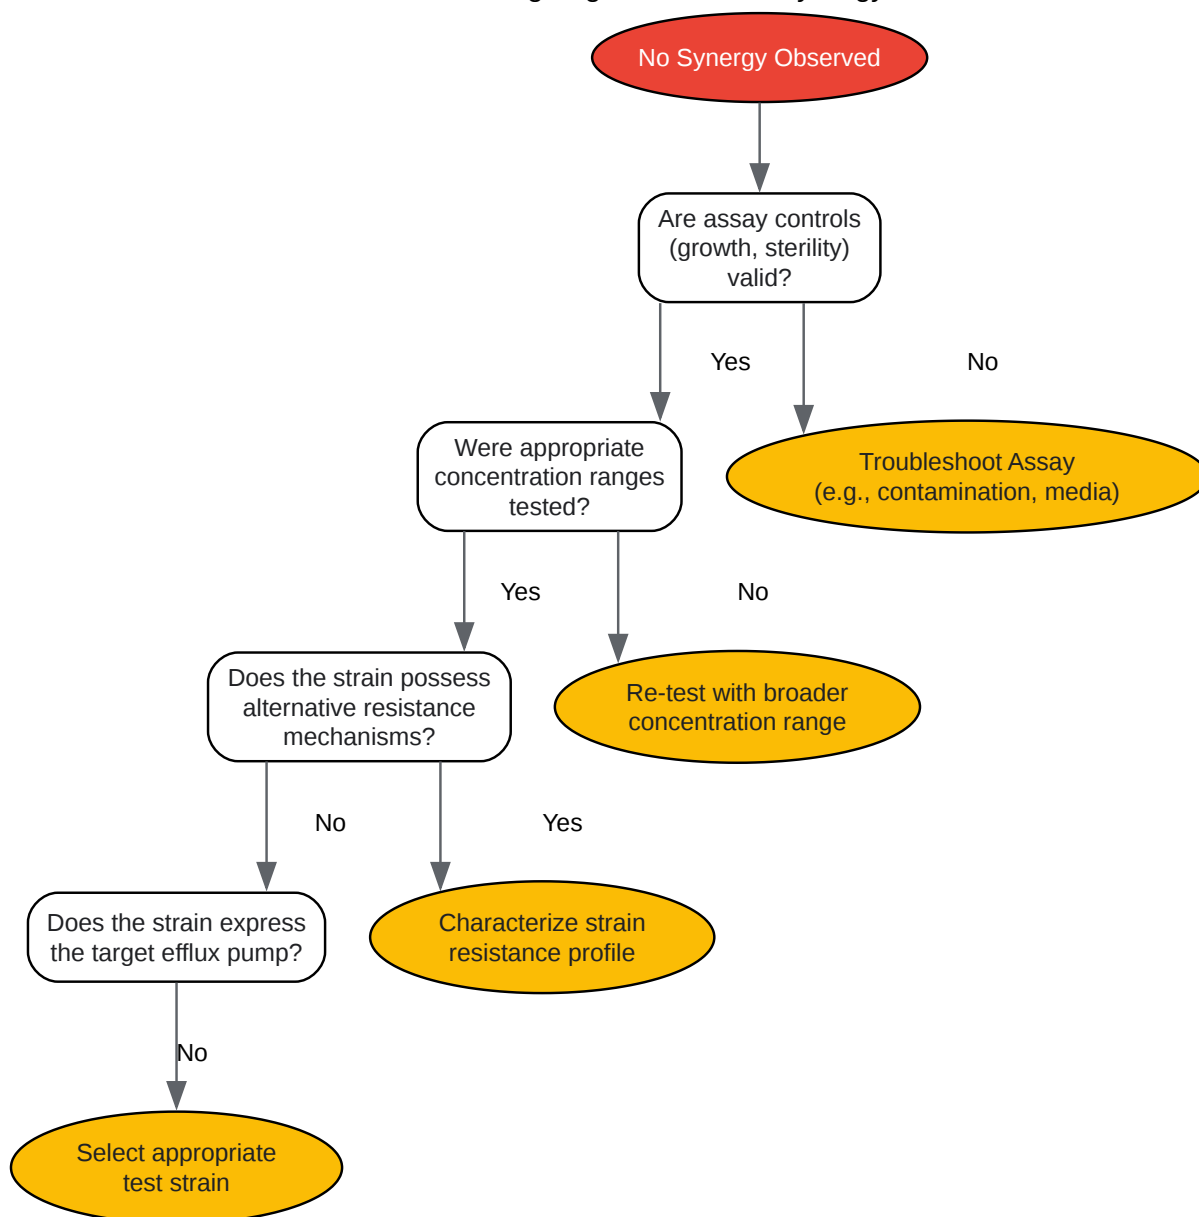 No Synergy Observed
Are assay controls
(growth, sterility)
valid?
Yes
No
Were appropriate
concentration ranges
tested?
Troubleshoot Assay
(e.g., contamination, media)
Yes
No
Does the strain possess
alternative resistance
mechanisms?
Re-test with broader
concentration range
No
Yes
Does the strain express
the target efflux pump?
Characterize strain
resistance profile
No
Select appropriate
test strain